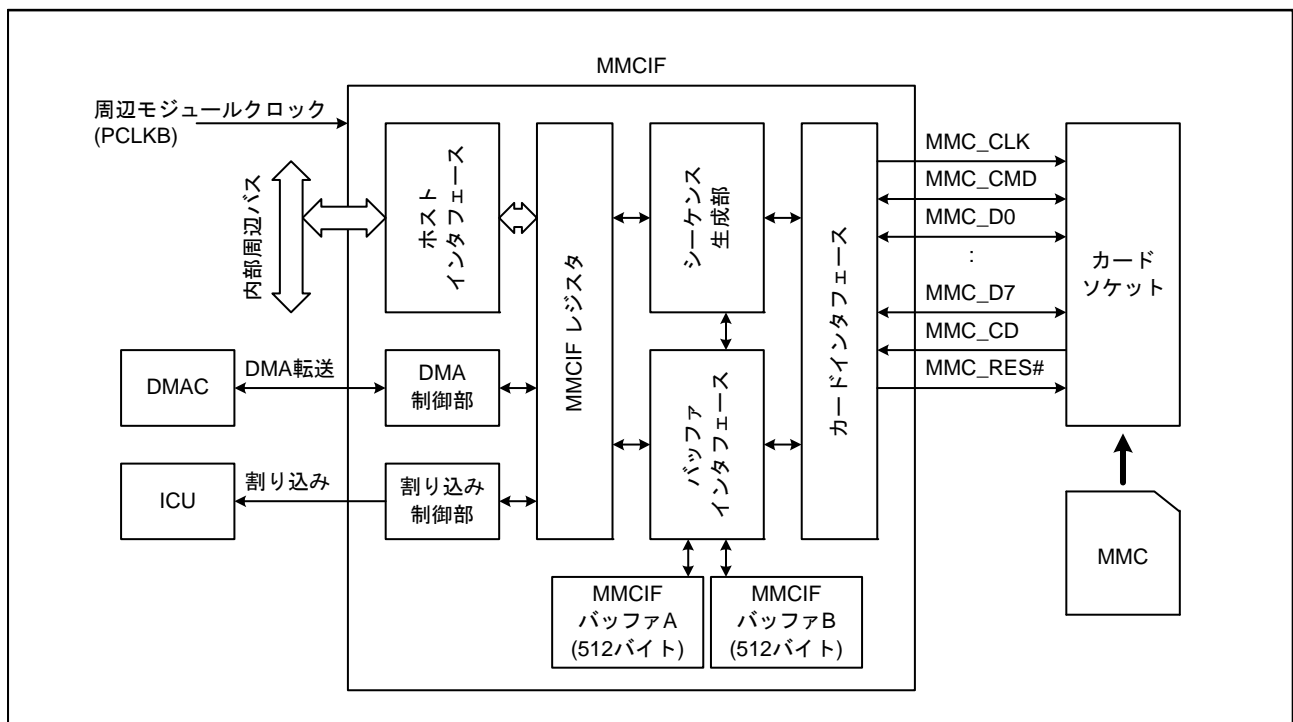 MMCIF
周辺モジュールクロック
(PCLKB)
内部周辺バス
ホスト
インタフェース
MMCIF レジスタ
シーケンス
生成部
カードインタフェース
MMC_CLK
MMC_CMD
MMC_D0
:
MMC_D7
MMC_CD
MMC_RES#
カード
ソケット
DMAC
DMA転送
DMA
制御部
バッファ
インタフェース
ICU
割り込み
割り込み
制御部
MMCIF
バッファA
(512バイト)
MMCIF
バッファB
(512バイト)
MMC